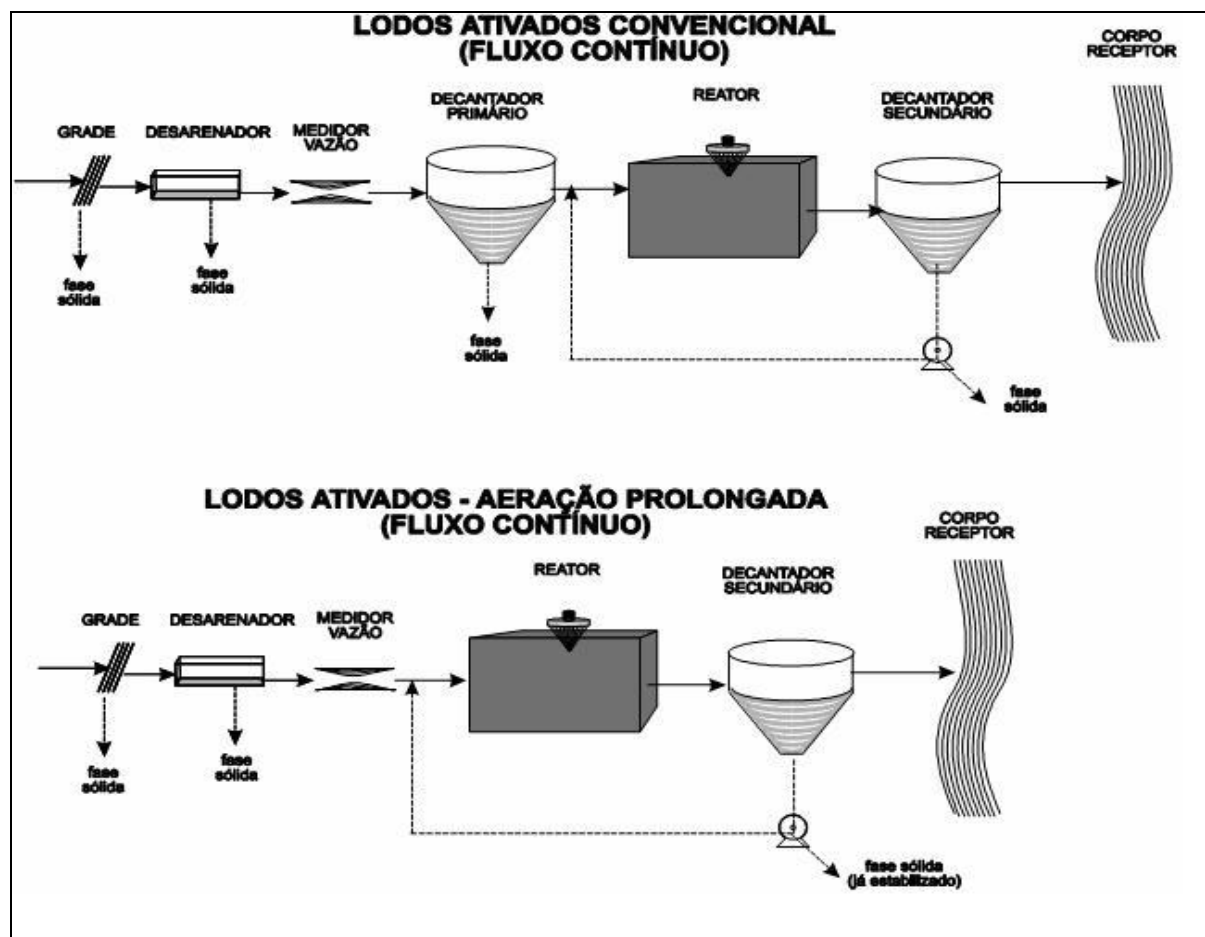 LODOS ATIVADOS CONVENCIONAL
(FLUXO CONTÍNUO)
CORPO
RECEPTOR
GRADE
DESARENADOR
MEDIDOR
VAZÃO
DECANTADOR
PRIMÁRIO
REATOR
DECANTADOR
SECUNDÁRIO
fase
sólida
fase
sólida
fase
sólida
fase
sólida
LODOS ATIVADOS - AERAÇÃO PROLONGADA
(FLUXO CONTÍNUO)
CORPO
RECEPTOR
GRADE
DESARENADOR
MEDIDOR
VAZÃO
REATOR
DECANTADOR
SECUNDÁRIO
fase
sólida
fase
sólida
fase sólida
(já estabilizado)